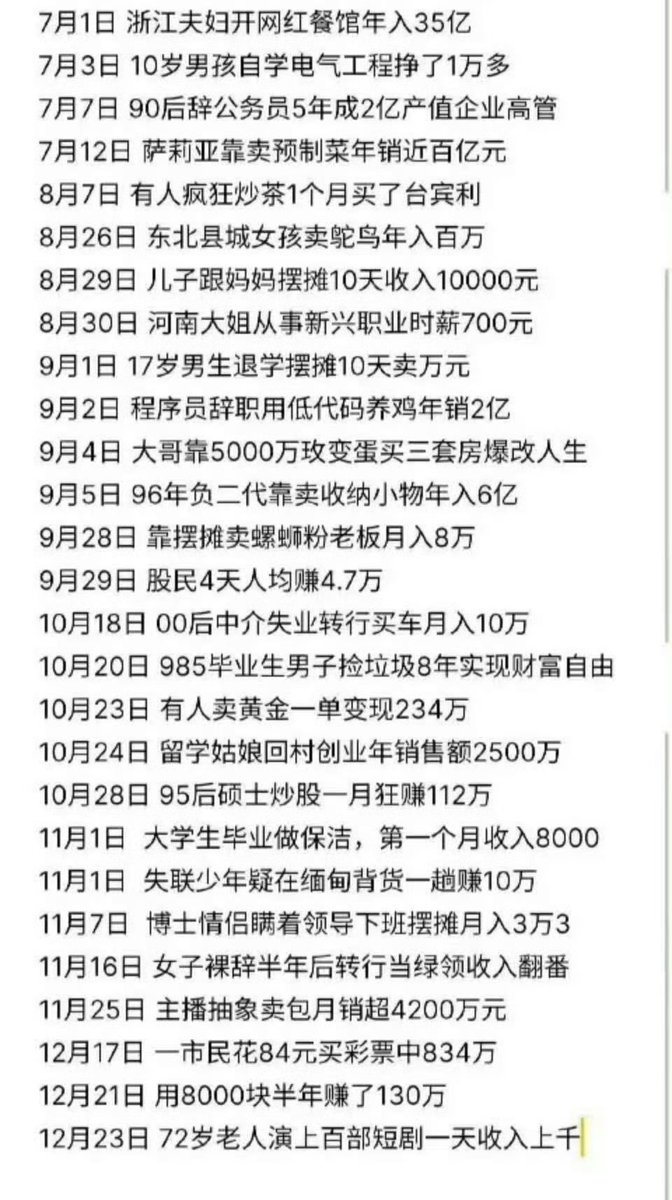 7月1日 浙江夫妇开网红餐馆年入35亿
7月3日 10岁男孩自学电气工程挣了1万多
7月7日 90后辞公务员5年成2亿产值企业高管
7月12日 萨莉亚靠卖预制菜年销近百亿元
8月7日 有人疯狂炒茶1个月买了台宾利
8月26日 东北县城女孩卖鸵鸟年入百万
8月29日 儿子跟妈妈摆摊10天收入10000元
8月30日 河南大姐从事新兴职业时薪700元
9月1日 17岁男生退学摆摊10天卖万元
9月2日 程序员辞职用低代码养鸡年销2亿
9月4日 大哥靠5000万玫变蛋买三套房爆改人生
9月5日 96年负二代靠卖收纳小物年入6亿
9月28日 靠摆摊卖螺蛳粉老板月入8万
9月29日 股民4天人均赚4.7万
10月18日 00后中介失业转行买车月入10万
10月20日 985毕业生男子捡垃圾8年实现财富自由
10月23日 有人卖黄金一单变现234万
10月24日 留学姑娘回村创业年销售额2500万
10月28日 95后硕士炒股一月狂赚112万
11月1日 大学生毕业做保洁，第一个月收入8000
11月1日 失联少年疑在缅甸背货一趟赚10万
11月7日 博士情侣瞒着领导下班摆摊月入3万3
11月16日 女子裸辞半年后转行当绿领收入翻番
11月25日 主播抽象卖包月销超4200万元
12月17日 一市民花84元买彩票中834万
12月21日 用8000块半年赚了130万
12月23日 72岁老人演上百部短剧一天收入上千